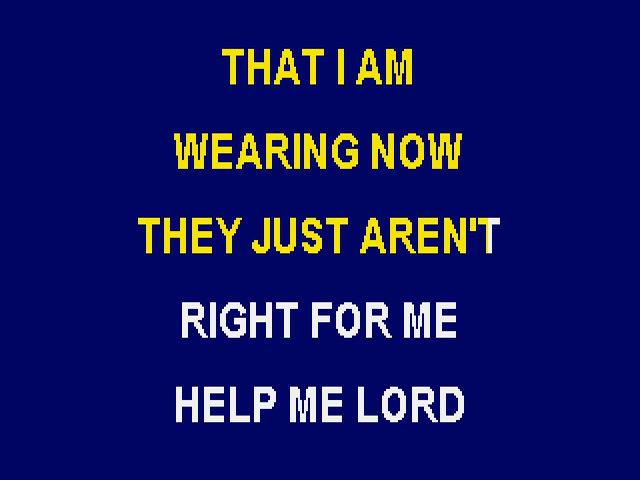 THAT I AM
WEARING NOW
THEY JUST AREN'T
RIGHT FOR ME
HELP ME LORD